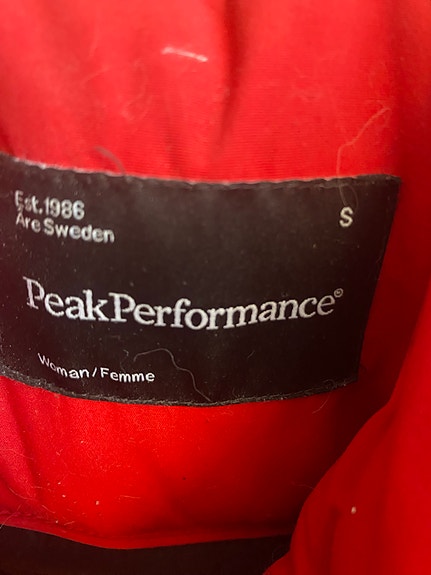 Est.1986
Åre Sweden
S
PeakPerformance®
Woman/Femme